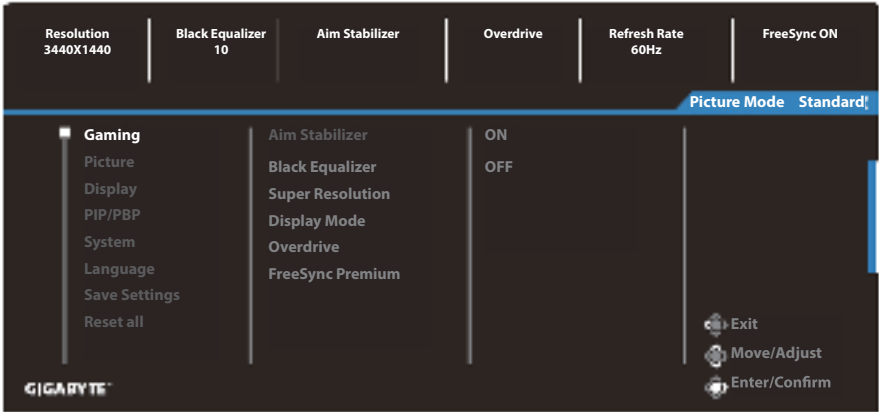 Resolution
3440X1440
Black Equalizer
10
Aim Stabilizer
Overdrive
Refresh Rate
60Hz
FreeSync ON
Picture Mode Standard
Gaming
Picture
Display
PIP/PBP
System
Language
Save Settings
Reset all
Aim Stabilizer
Black Equalizer
Super Resolution
Display Mode
Overdrive
FreeSync Premium
ON
OFF
Exit
Move/Adjust
Enter/Confirm
GIGABYTE™